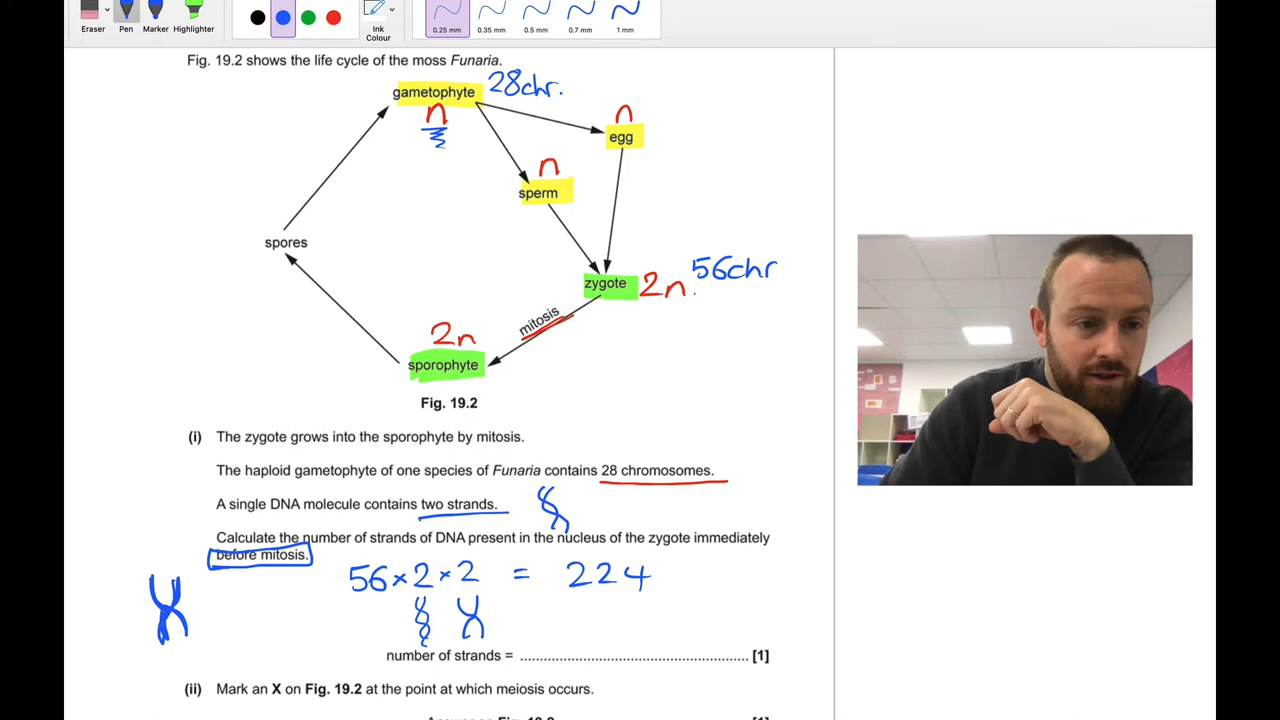 Eraser Pen Marker Highlighter Ink Colour 0.25 mm 0.35 mm 0.5 mm 0.7 mm 1 mm
Fig. 19.2 shows the life cycle of the moss Funaria.
gametophyte 28chr.
n
n
egg
n
sperm
spores
zygote 2n. 56chr
mitosis
2n
sporophyte
Fig. 19.2
(i) The zygote grows into the sporophyte by mitosis.
The haploid gametophyte of one species of Funaria contains 28 chromosomes.
A single DNA molecule contains two strands.
Calculate the number of strands of DNA present in the nucleus of the zygote immediately
before mitosis.
56 × 2 × 2 = 224
number of strands = ........................................................ [1]
(ii) Mark an X on Fig. 19.2 at the point at which meiosis occurs.